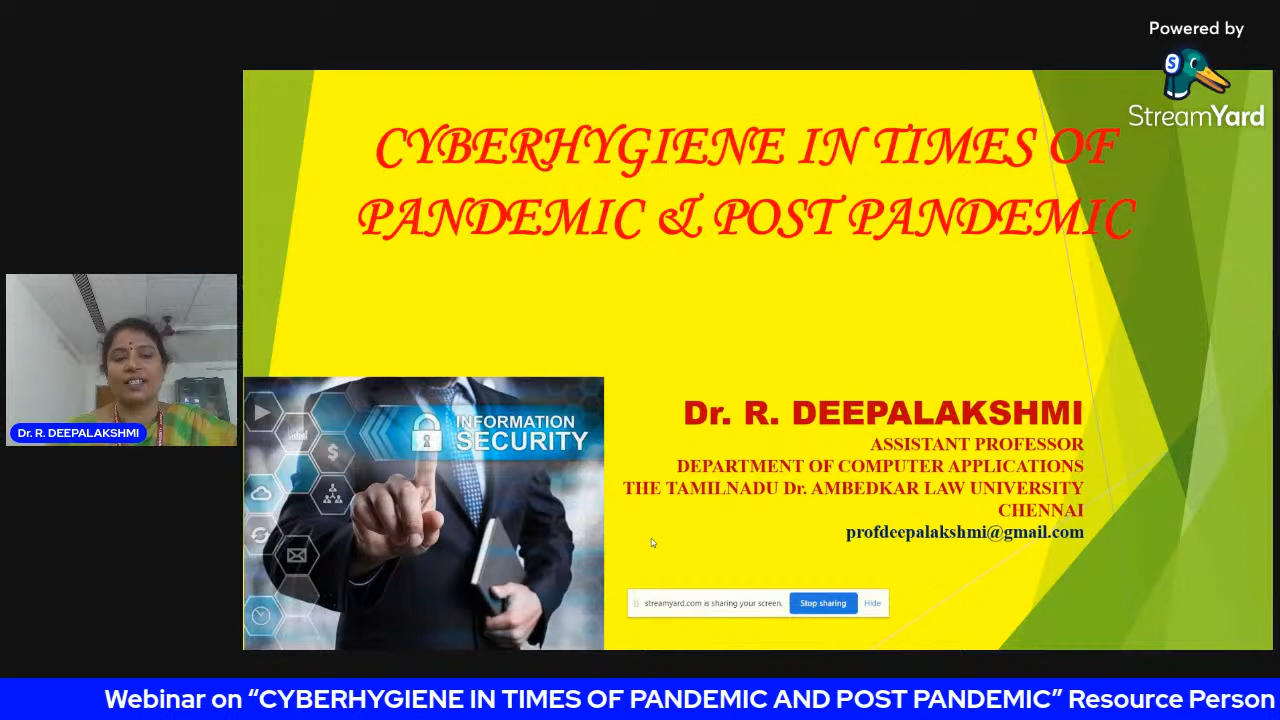 Powered by
StreamYard
CYBERHYGIENE IN TIMES OF
PANDEMIC & POST PANDEMIC
INFORMATION
SECURITY
Dr. R. DEEPALAKSHMI
ASSISTANT PROFESSOR
DEPARTMENT OF COMPUTER APPLICATIONS
THE TAMILNADU Dr. AMBEDKAR LAW UNIVERSITY
CHENNAI
profdeepalakshmi@gmail.com
Dr. R. DEEPALAKSHMI
streamyard.com is sharing your screen. Stop sharing Hide
Webinar on “CYBERHYGIENE IN TIMES OF PANDEMIC AND POST PANDEMIC” Resource Person